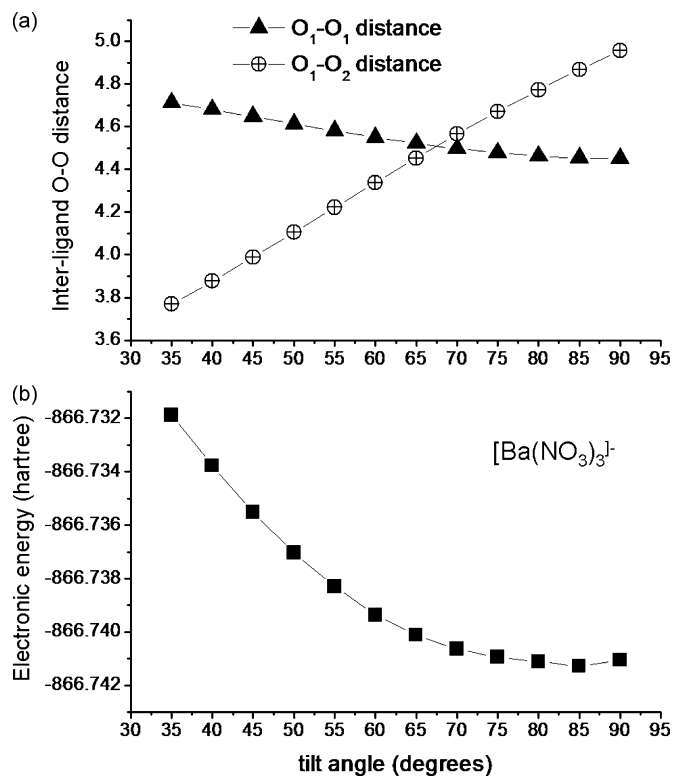 (a)
O₁-O₁ distance
O₁-O₂ distance
Inter-ligand O-O distance
5.0
4.8
4.6
4.4
4.2
4.0
3.8
3.6
30 35 40 45 50 55 60 65 70 75 80 85 90 95
(b)
[Ba(NO₃)₃]⁻
Electronic energy (hartree)
-866.732
-866.734
-866.736
-866.738
-866.740
-866.742
30 35 40 45 50 55 60 65 70 75 80 85 90 95
tilt angle (degrees)